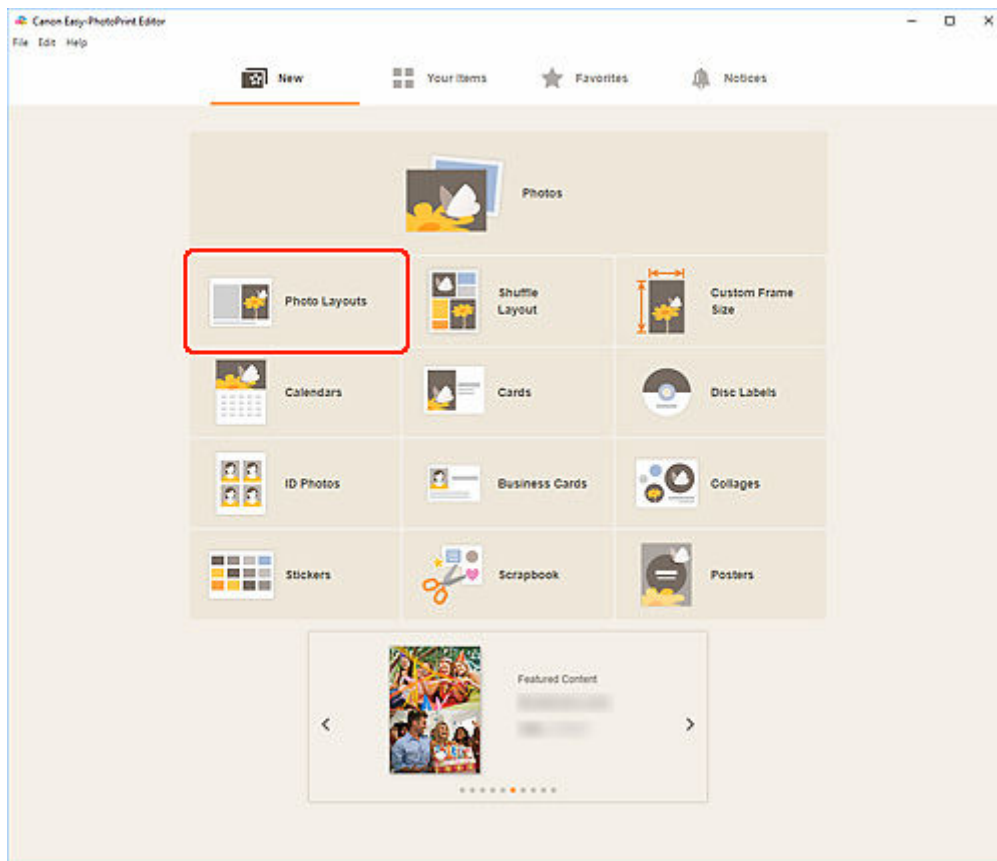 Canon Easy-PhotoPrint Editor
File Edit Help
New Your Items Favorites Notices
Photos
Photo Layouts
Shuffle
Layout
Custom Frame
Size
Calendars
Cards
Disc Labels
ID Photos
Business Cards
Collages
Stickers
Scrapbook
Posters
Featured Content